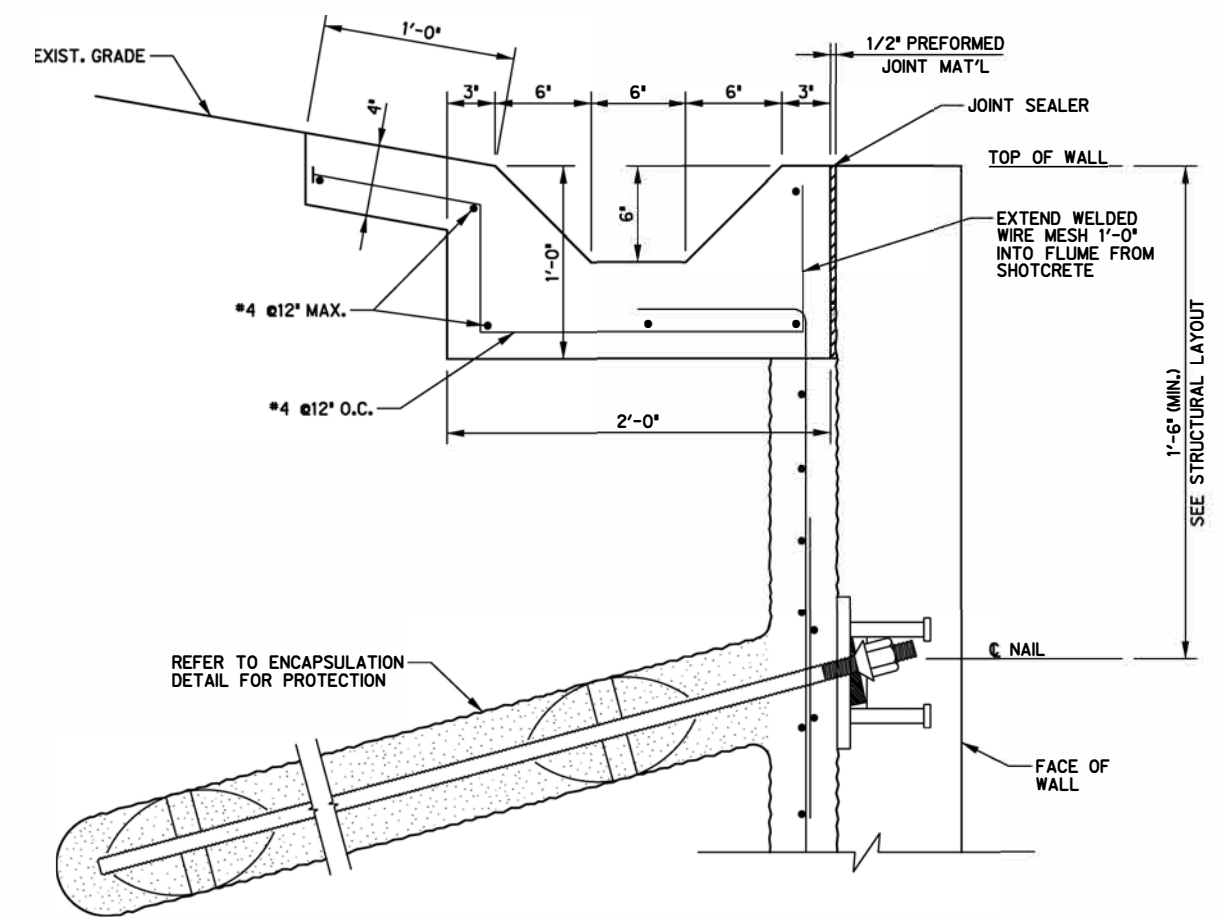 1'-0"
EXIST. GRADE
1/2" PREFORMED
JOINT MAT'L
4"
3"
6"
6"
6"
3"
JOINT SEALER
TOP OF WALL
6"
1'-0"
EXTEND WELDED
WIRE MESH 1'-0"
INTO FLUME FROM
SHOTCRETE
#4 @12" MAX.
#4 @12" O.C.
2'-0"
1'-6" (MIN.)
SEE STRUCTURAL LAYOUT
REFER TO ENCAPSULATION
DETAIL FOR PROTECTION
℄ NAIL
FACE OF
WALL